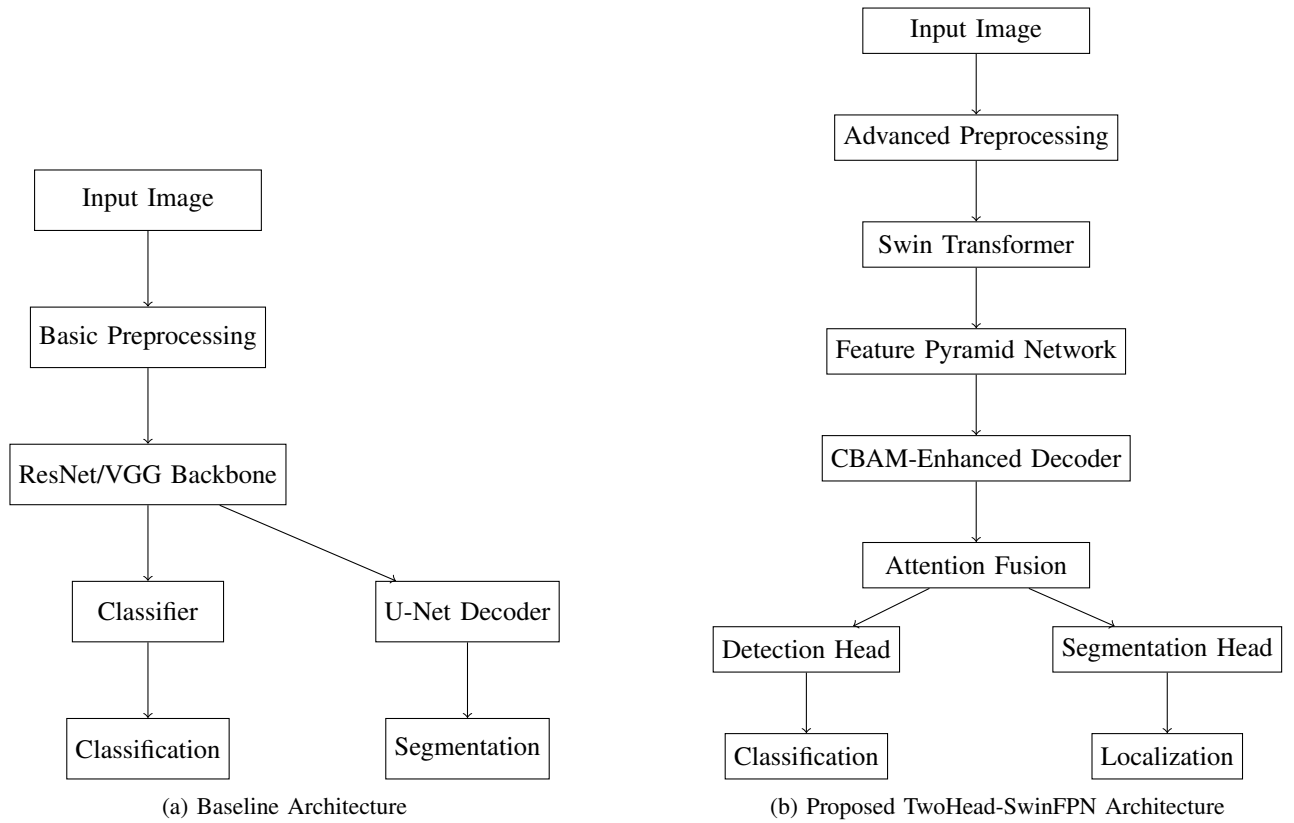 Input Image
Basic Preprocessing
ResNet/VGG Backbone
Classifier
U-Net Decoder
Classification
Segmentation
(a) Baseline Architecture
Input Image
Advanced Preprocessing
Swin Transformer
Feature Pyramid Network
CBAM-Enhanced Decoder
Attention Fusion
Detection Head
Segmentation Head
Classification
Localization
(b) Proposed TwoHead-SwinFPN Architecture